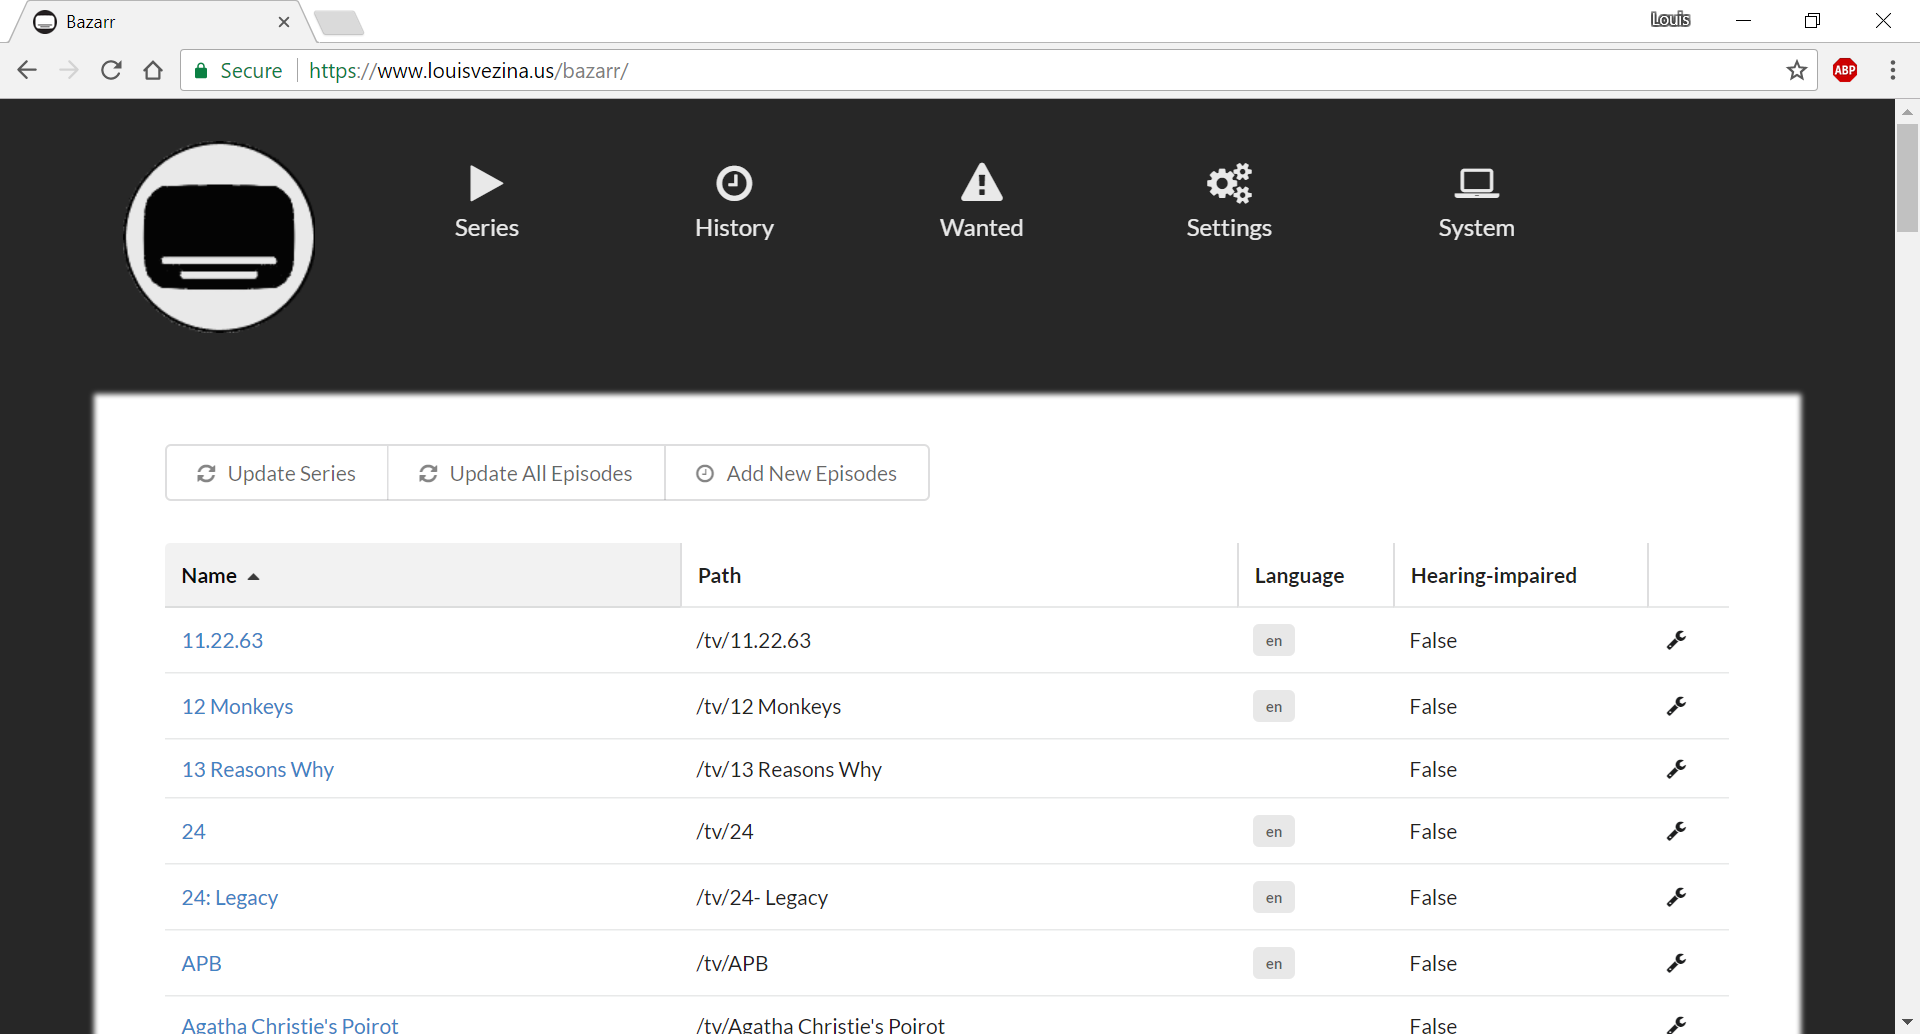 Bazarr
Louis
Secure
https://www.louisvezina.us/bazarr/
ABP
Series
History
Wanted
Settings
System
Update Series
Update All Episodes
Add New Episodes
Name Path Language Hearing-impaired
11.22.63 /tv/11.22.63 en False
12 Monkeys /tv/12 Monkeys en False
13 Reasons Why /tv/13 Reasons Why False
24 /tv/24 en False
24: Legacy /tv/24- Legacy en False
APB /tv/APB en False
Agatha Christie's Poirot /tv/Agatha Christie's Poirot False